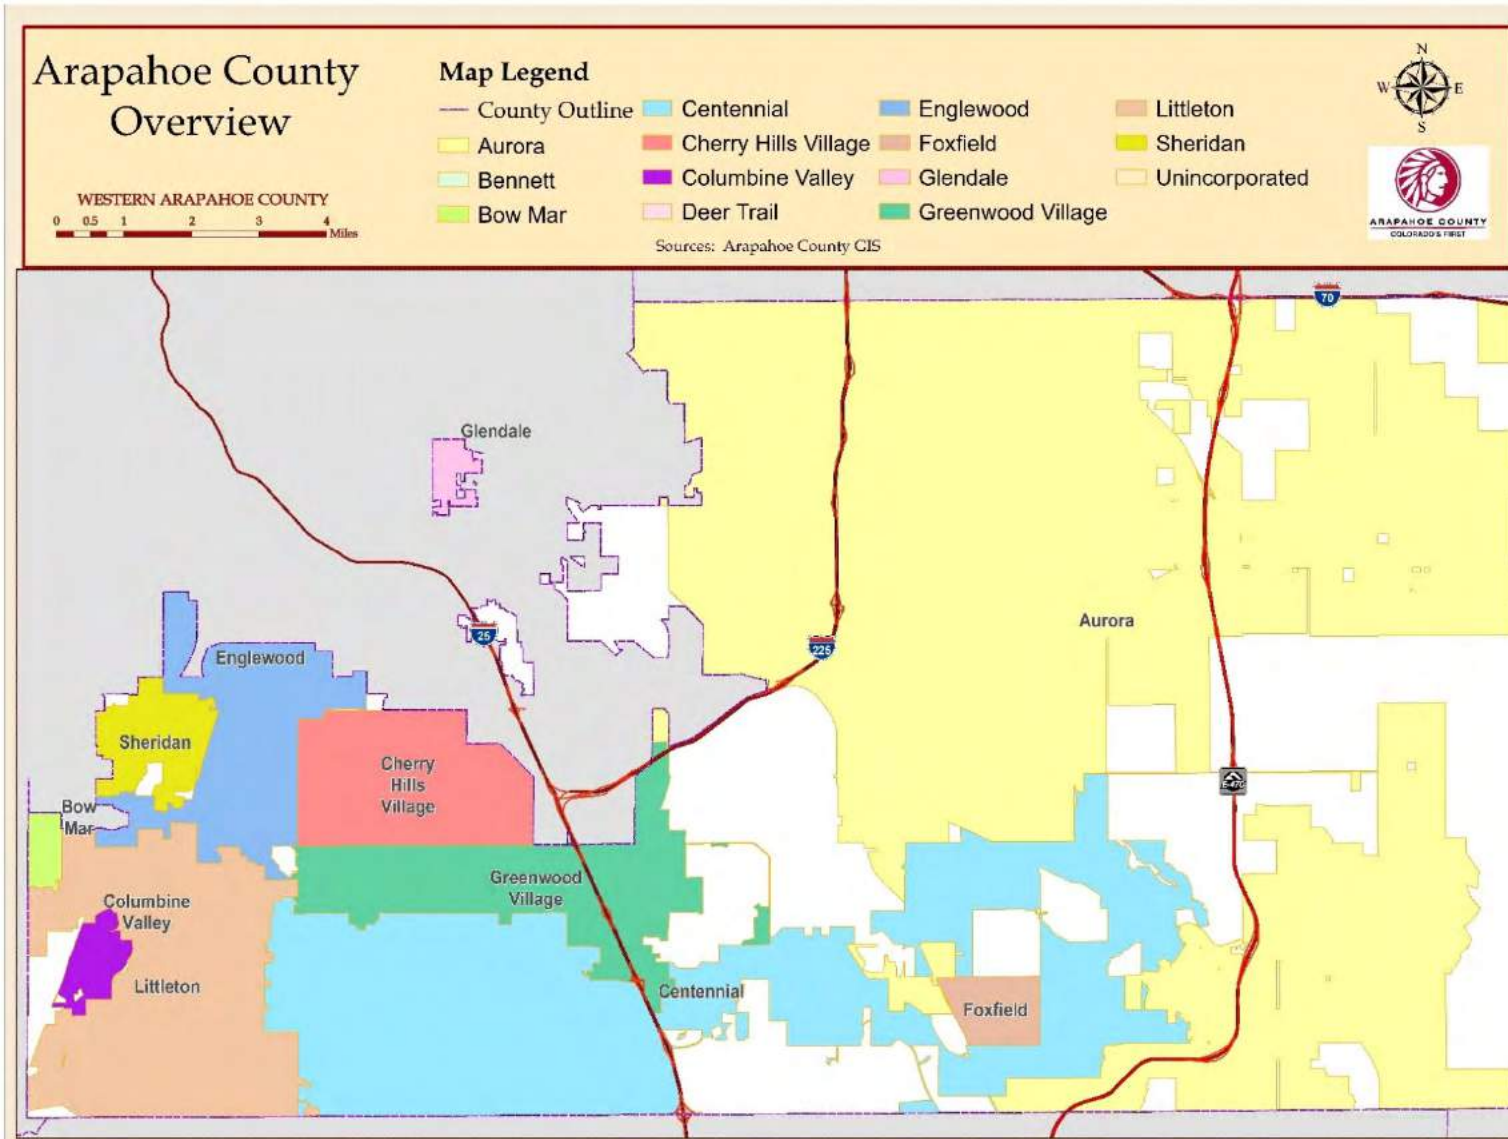 Arapahoe County
Overview
WESTERN ARAPAHOE COUNTY
0 0.5 1 2 3 4
Miles
Map Legend
County Outline
Aurora
Bennett
Bow Mar
Centennial
Cherry Hills Village
Columbine Valley
Deer Trail
Englewood
Foxfield
Glendale
Greenwood Village
Littleton
Sheridan
Unincorporated
Sources: Arapahoe County GIS
N
W E
S
ARAPAHOE COUNTY
COLORADO'S FIRST
70
Glendale
25
225
Aurora
Englewood
Sheridan
Cherry
Hills
Village
E-470
Bow
Mar
Greenwood
Village
Columbine
Valley
Littleton
Centennial
Foxfield